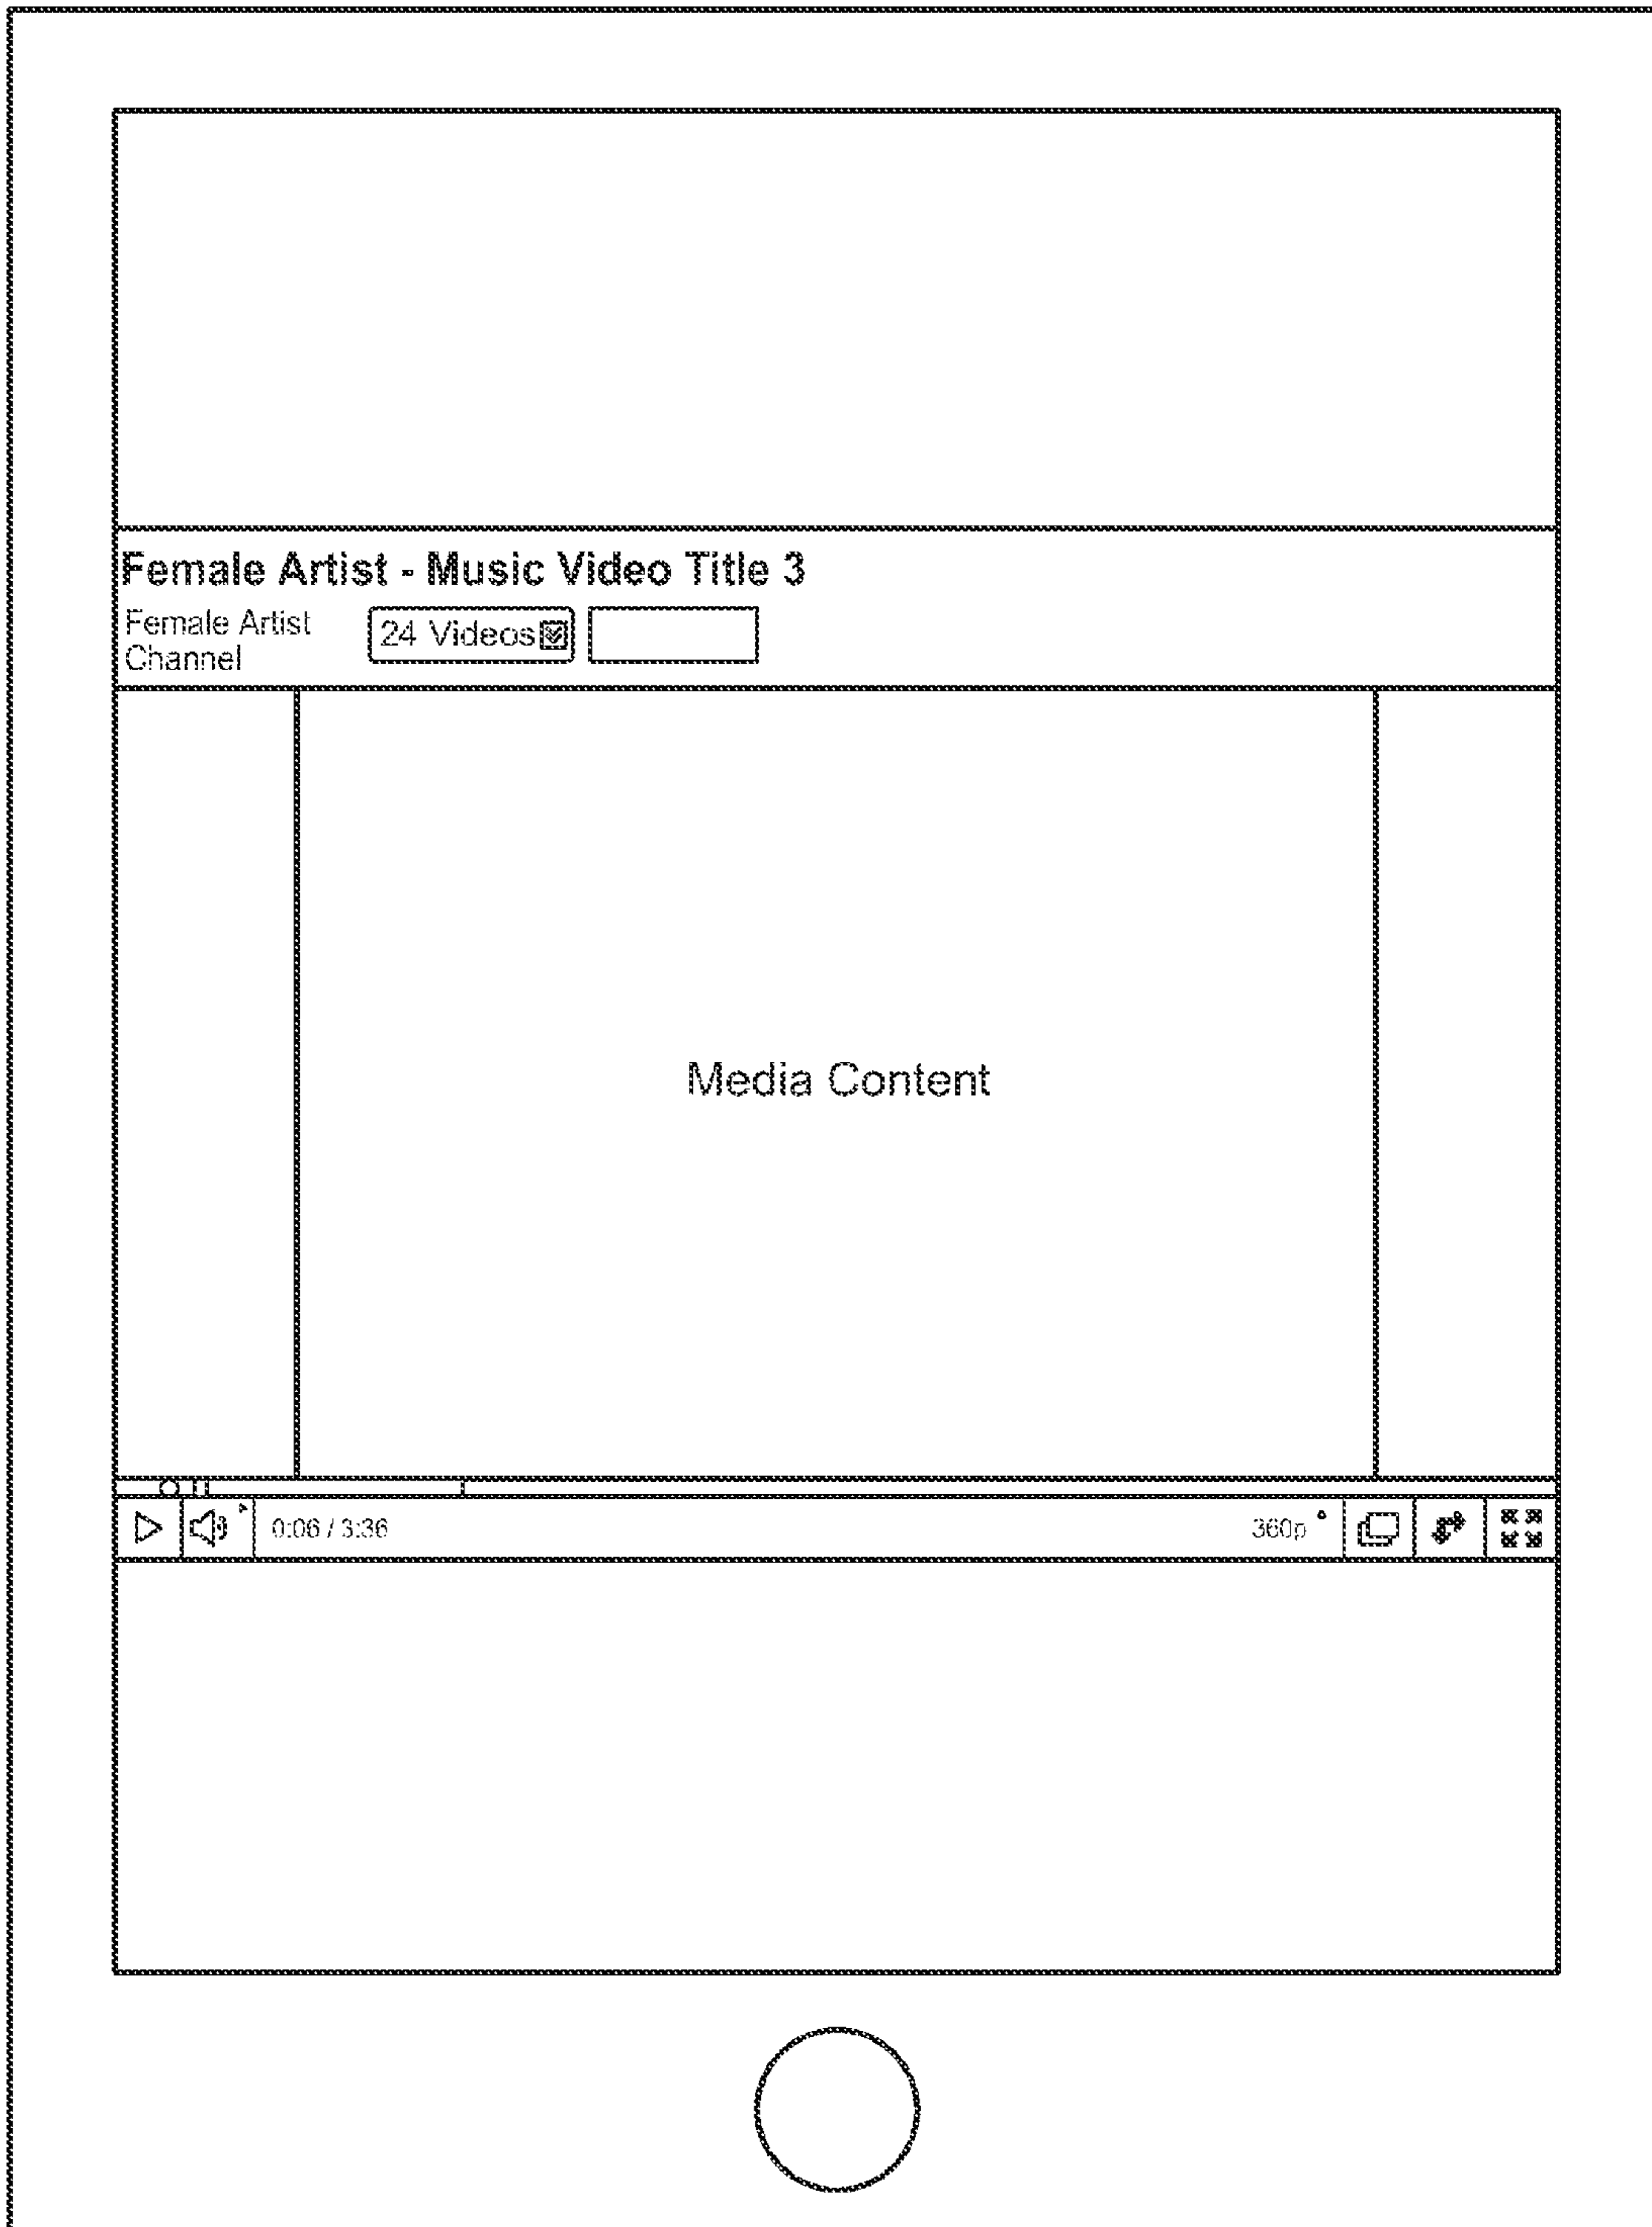 Female Artist - Music Video Title 3
Female Artist
Channel
24 Videos
Media Content
0:06 / 3:36
360p